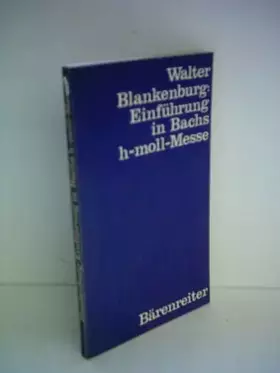 Walter
Blankenburg:
Einführung
in Bachs
h-moll-Messe
Bärenreiter